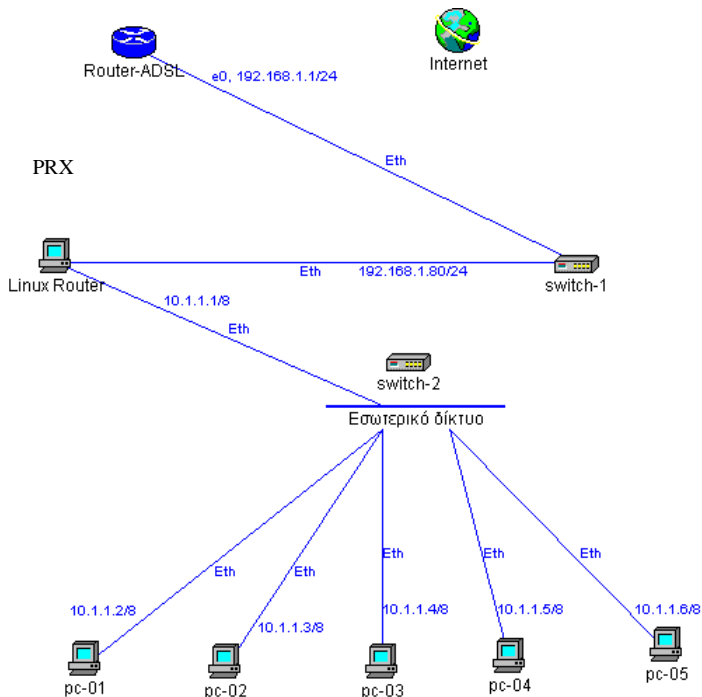 Router-ADSL
Internet
e0, 192.168.1.1/24
Eth
PRX
Linux Router
Eth
192.168.1.80/24
switch-1
10.1.1.1/8
Eth
switch-2
Εσωτερικό δίκτυο
Eth
Eth
Eth
Eth
Eth
10.1.1.2/8
10.1.1.3/8
10.1.1.4/8
10.1.1.5/8
10.1.1.6/8
pc-01
pc-02
pc-03
pc-04
pc-05